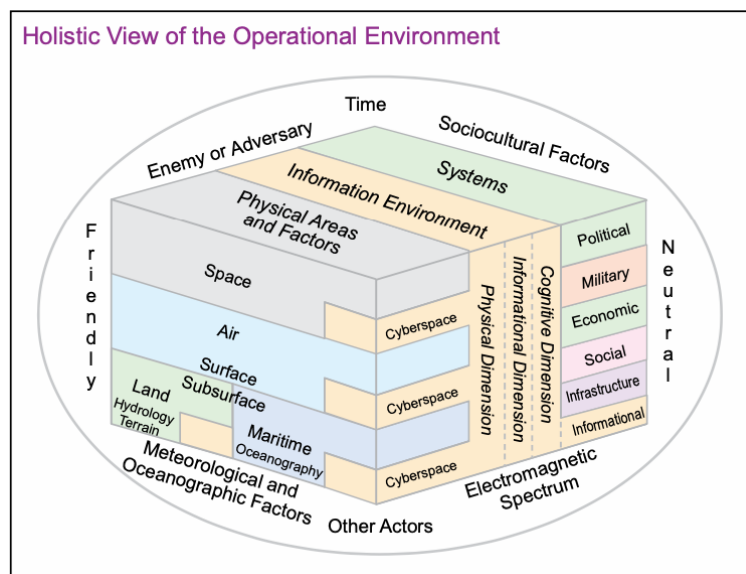 Holistic View of the Operational Environment
Time
Enemy or Adversary
Sociocultural Factors
Systems
Information Environment
Physical Areas
and Factors
Friendly
Neutral
Space
Air
Surface
Subsurface
Land
Hydrology
Terrain
Maritime
Oceanography
Cyberspace
Cyberspace
Cyberspace
Physical Dimension
Informational Dimension
Cognitive Dimension
Political
Military
Economic
Social
Infrastructure
Informational
Meteorological and
Oceanographic Factors
Electromagnetic
Spectrum
Other Actors